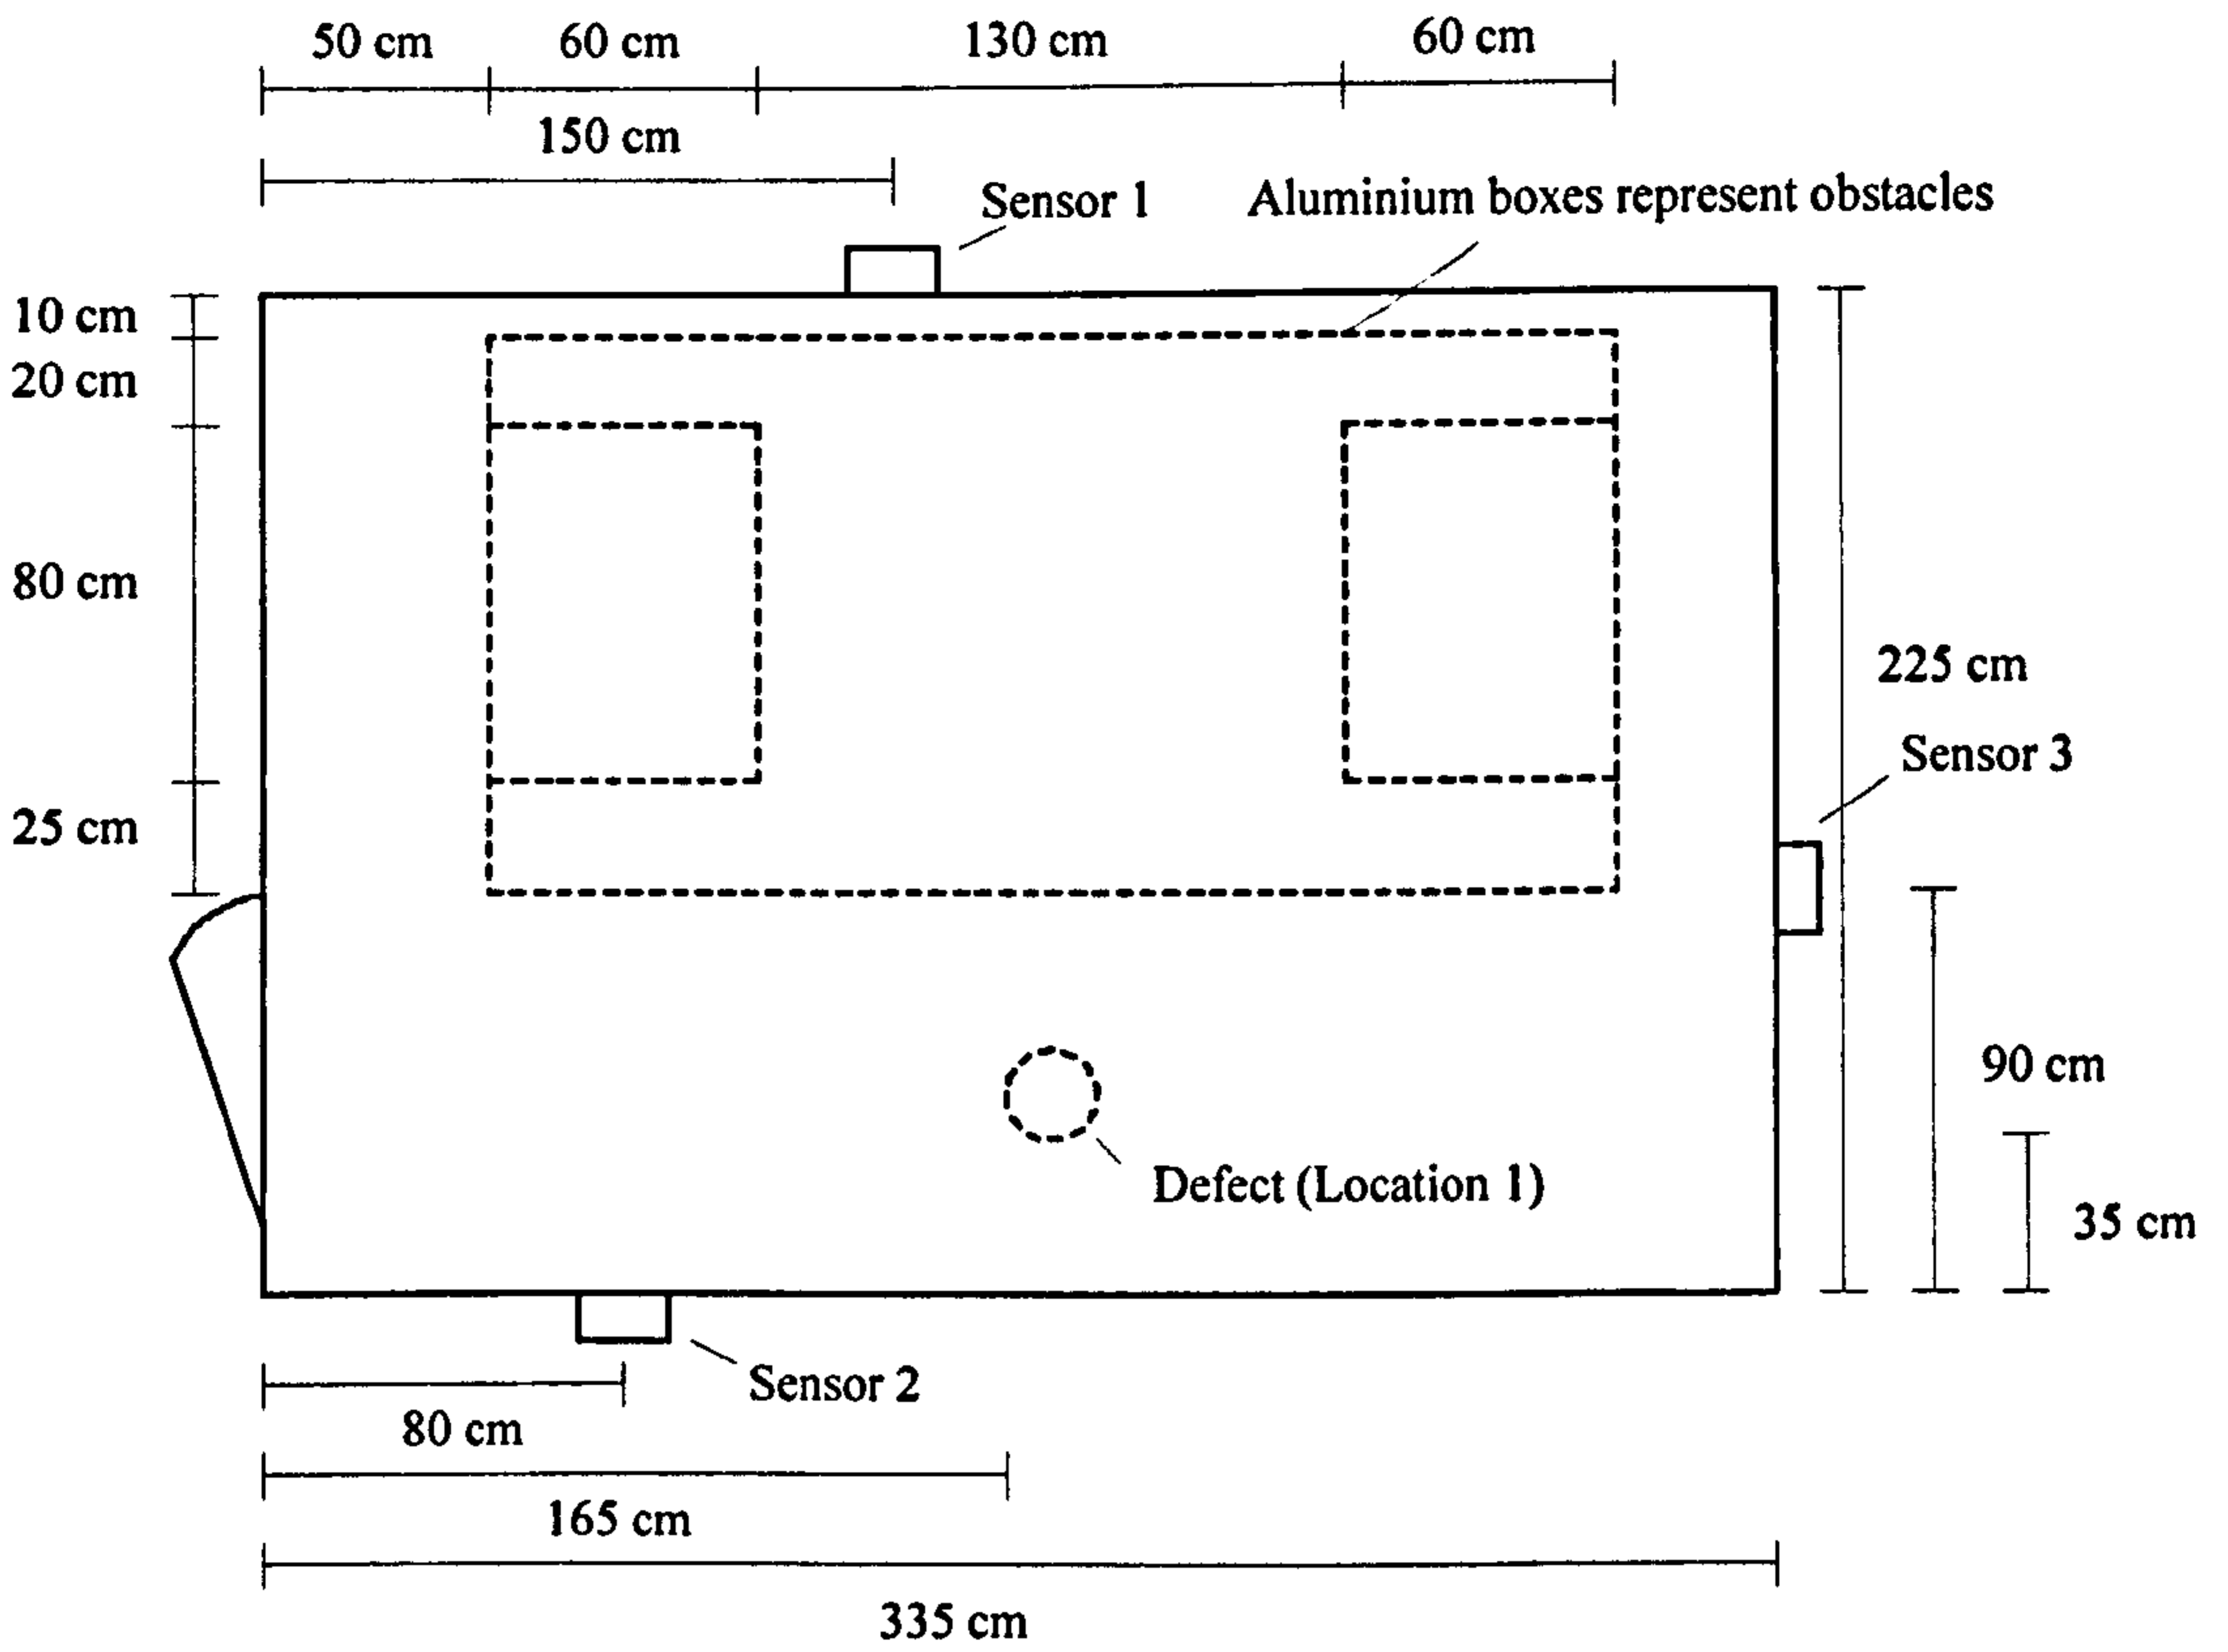 50 cm
60 cm
130 cm
60 cm
150 cm
Sensor 1
Aluminium boxes represent obstacles
10 cm
20 cm
80 cm
25 cm
225 cm
Sensor 3
90 cm
35 cm
Defect (Location 1)
Sensor 2
80 cm
165 cm
335 cm